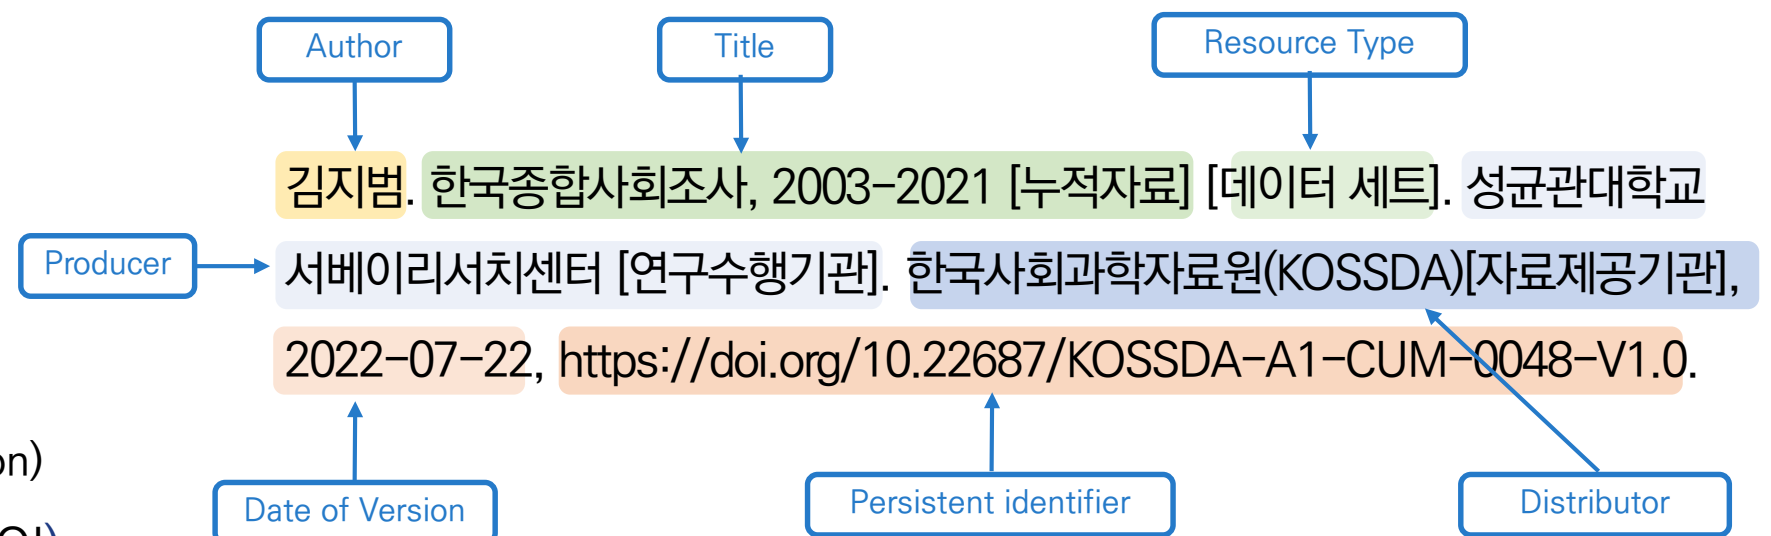 Author
Title
Resource Type
김지범. 한국종합사회조사, 2003-2021 [누적자료] [데이터 세트]. 성균관대학교
Producer
서베이리서치센터 [연구수행기관]. 한국사회과학자료원(KOSSDA)[자료제공기관],
2022-07-22, https://doi.org/10.22687/KOSSDA-A1-CUM-0048-V1.0.
on)
Date of Version
Persistent identifier
Distributor